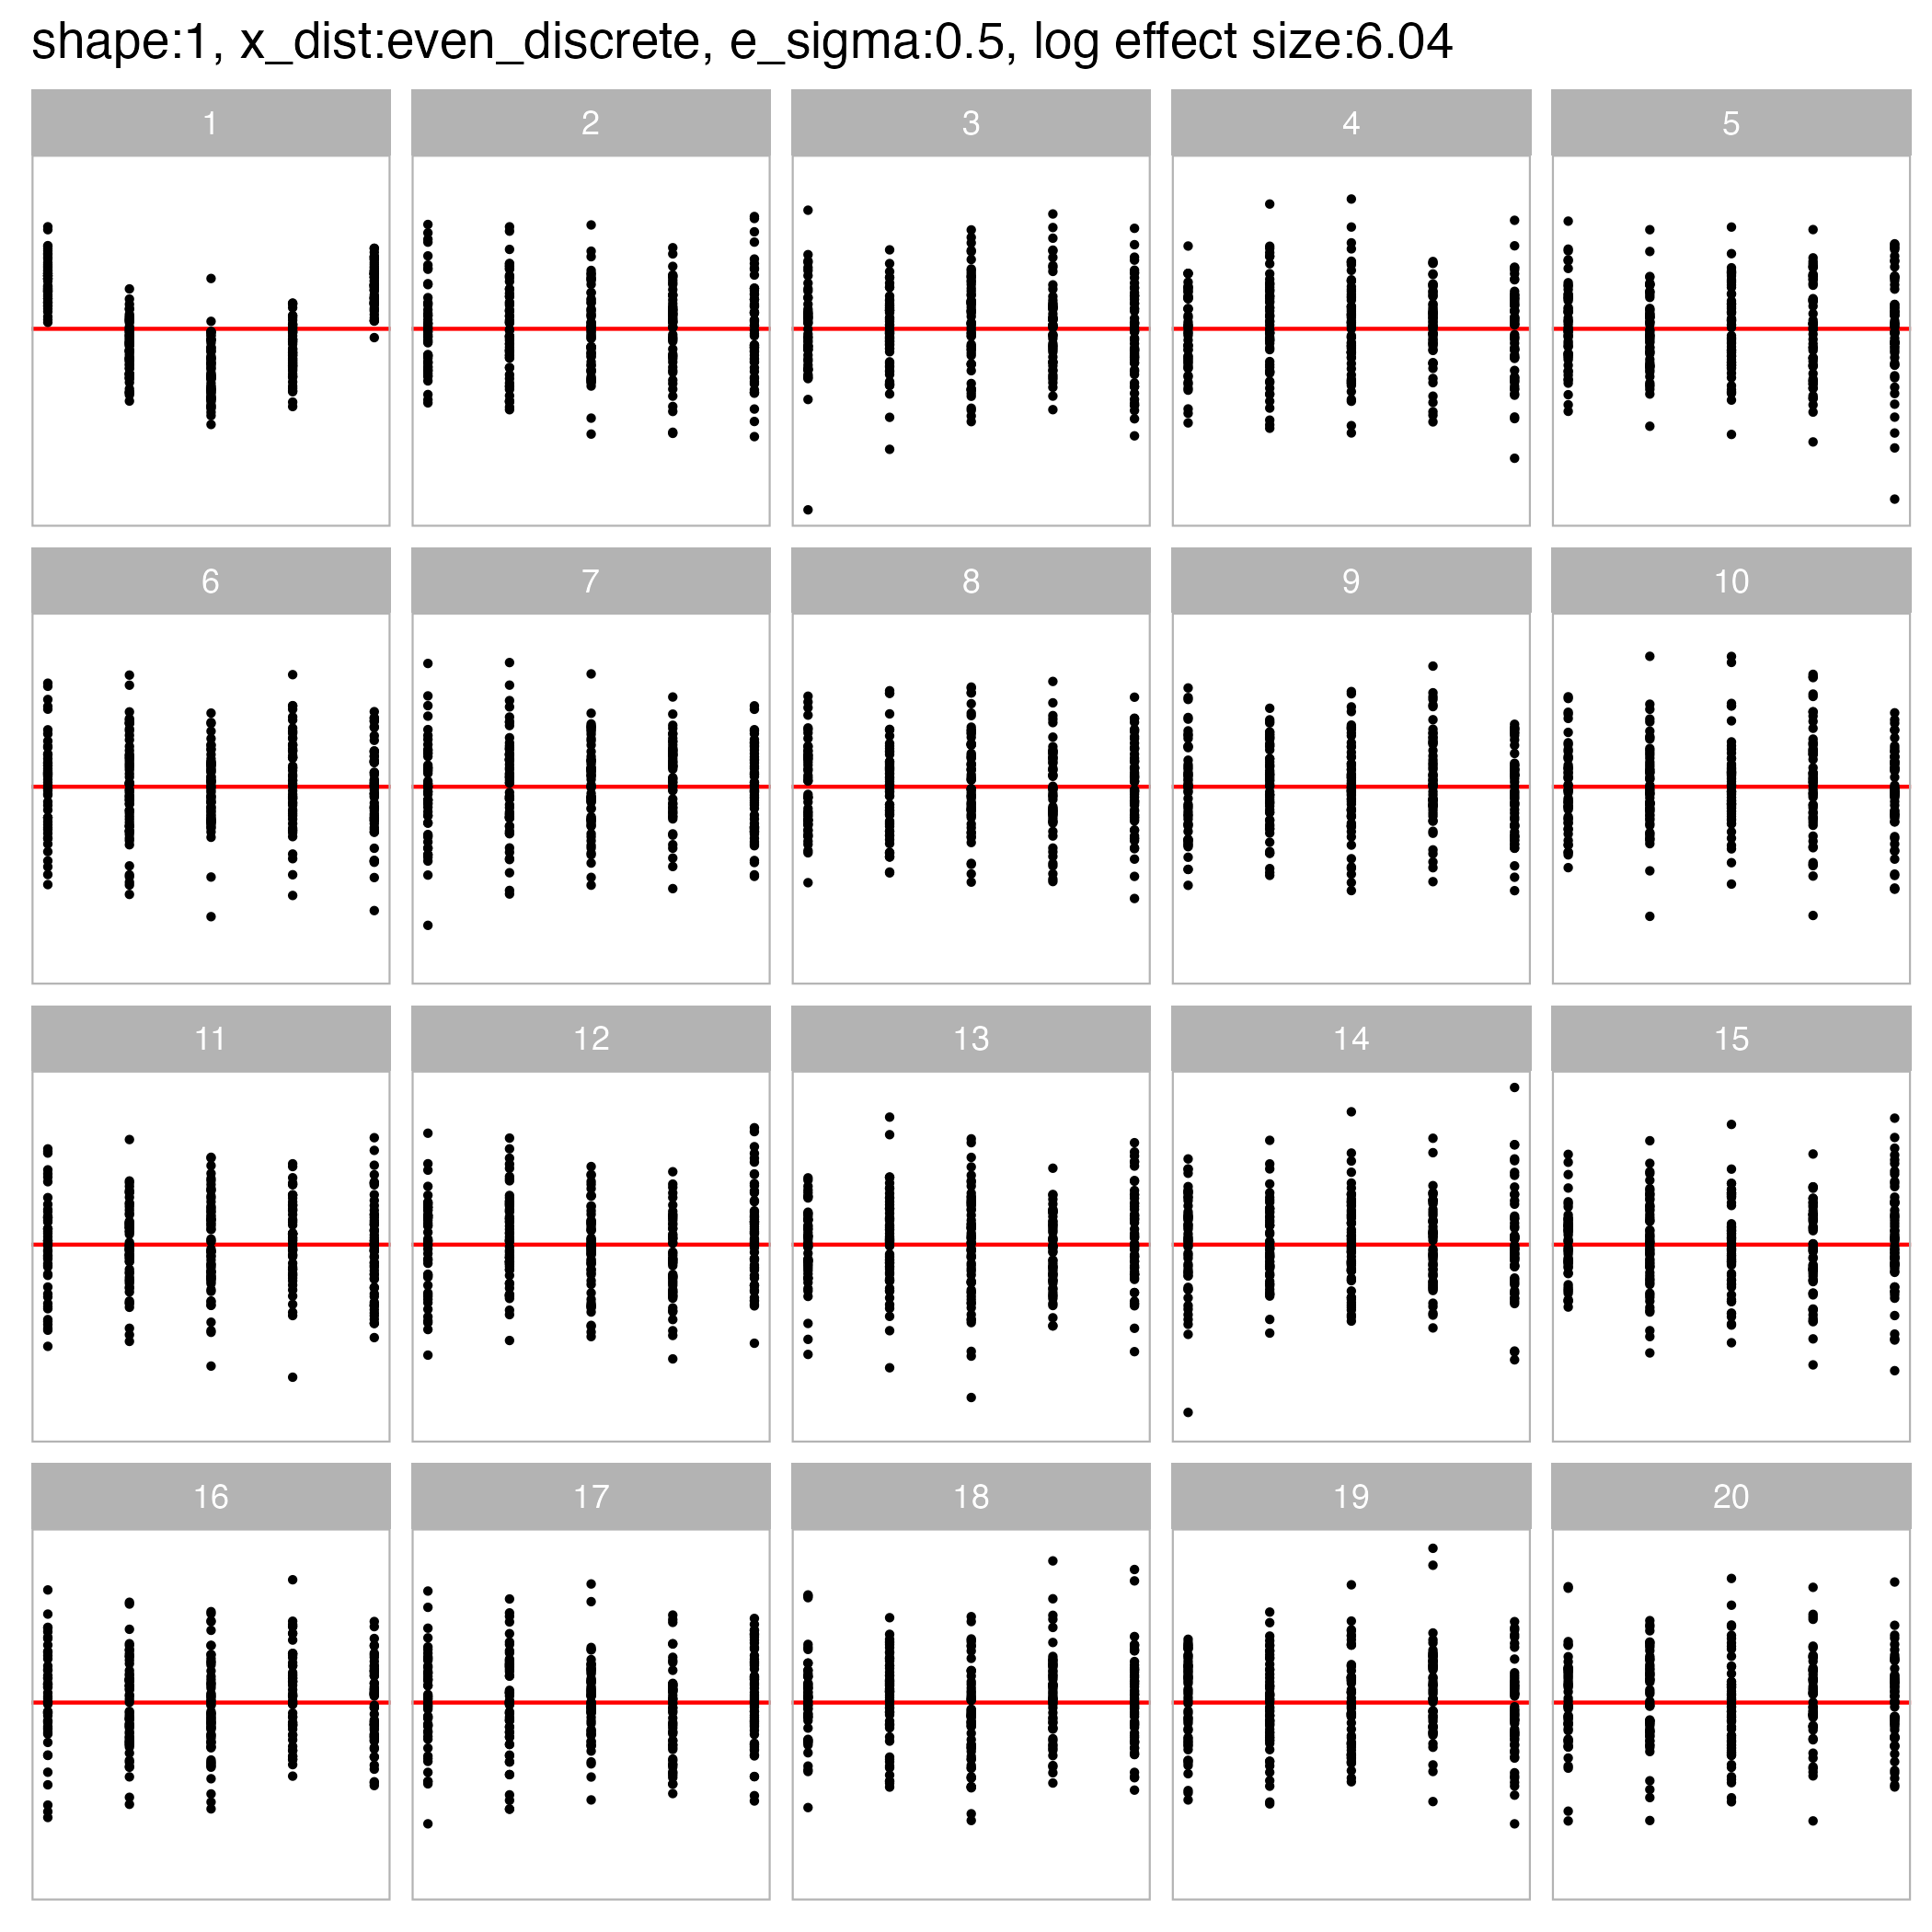 shape:1, x_dist:even_discrete, e_sigma:0.5, log effect size:6.04
1 2 3 4 5
6 7 8 9 10
11 12 13 14 15
16 17 18 19 20